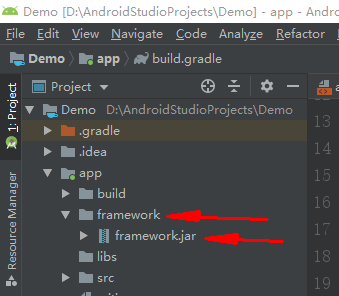 Demo [D:\AndroidStudioProjects\Demo] - app - And
File Edit View Navigate Code Analyze Refactor
Demo app build.gradle
1: Project
Resource Manager
Project
Demo D:\AndroidStudioProjects\Demo
.gradle
.idea
app
build
framework
framework.jar
libs
src
13
14
15
16
17
18
19